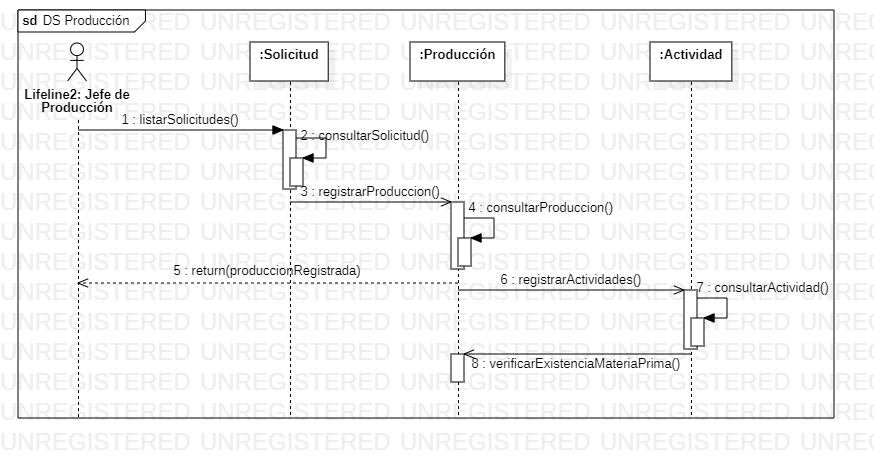 sd DS Producción
:Solicitud
:Producción
:Actividad
Lifeline2: Jefe de
Producción
1 : listarSolicitudes()
2 : consultarSolicitud()
3 : registrarProduccion()
4 : consultarProduccion()
5 : return(produccionRegistrada)
6 : registrarActividades()
7 : consultarActividad()
8 : verificarExistenciaMateriaPrima()
UNREGISTERED UNREGISTERED UNREGISTERED UNREGISTERED